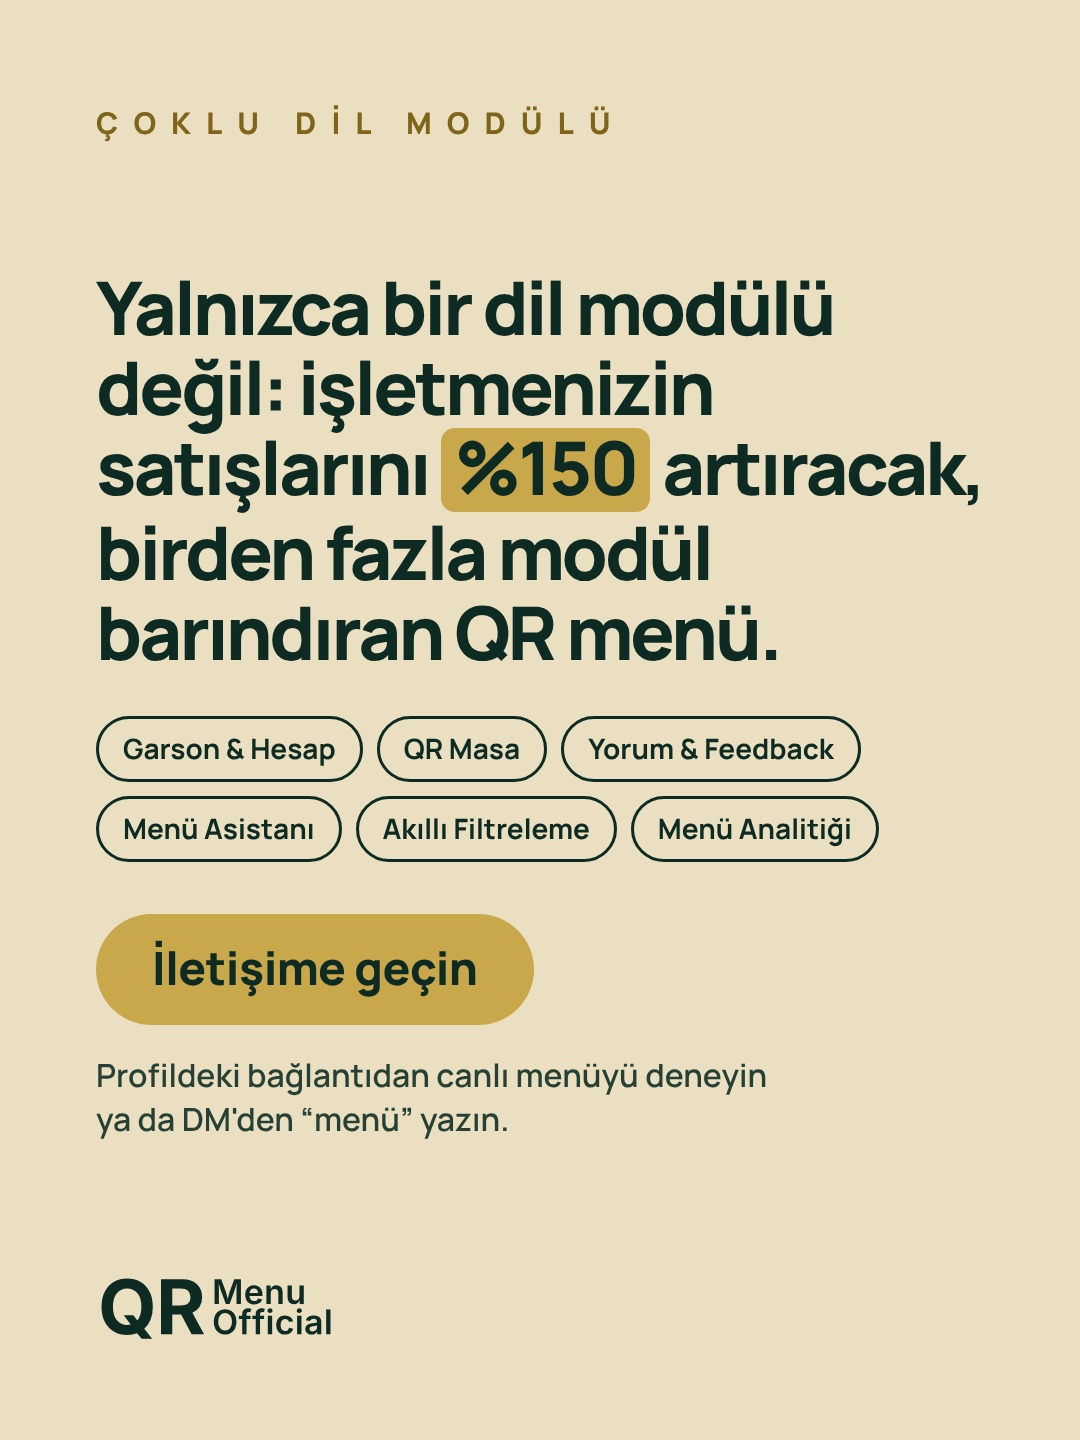 ÇOKLU DİL MODÜLÜ
Yalnızca bir dil modülü
değil: işletmenizin
satışlarını %150 artıracak,
birden fazla modül
barındıran QR menü.
Garson & Hesap QR Masa Yorum & Feedback
Menü Asistanı Akıllı Filtreleme Menü Analitiği
İletişime geçin
Profildeki bağlantıdan canlı menüyü deneyin
ya da DM'den “menü” yazın.
QR Menu
Official